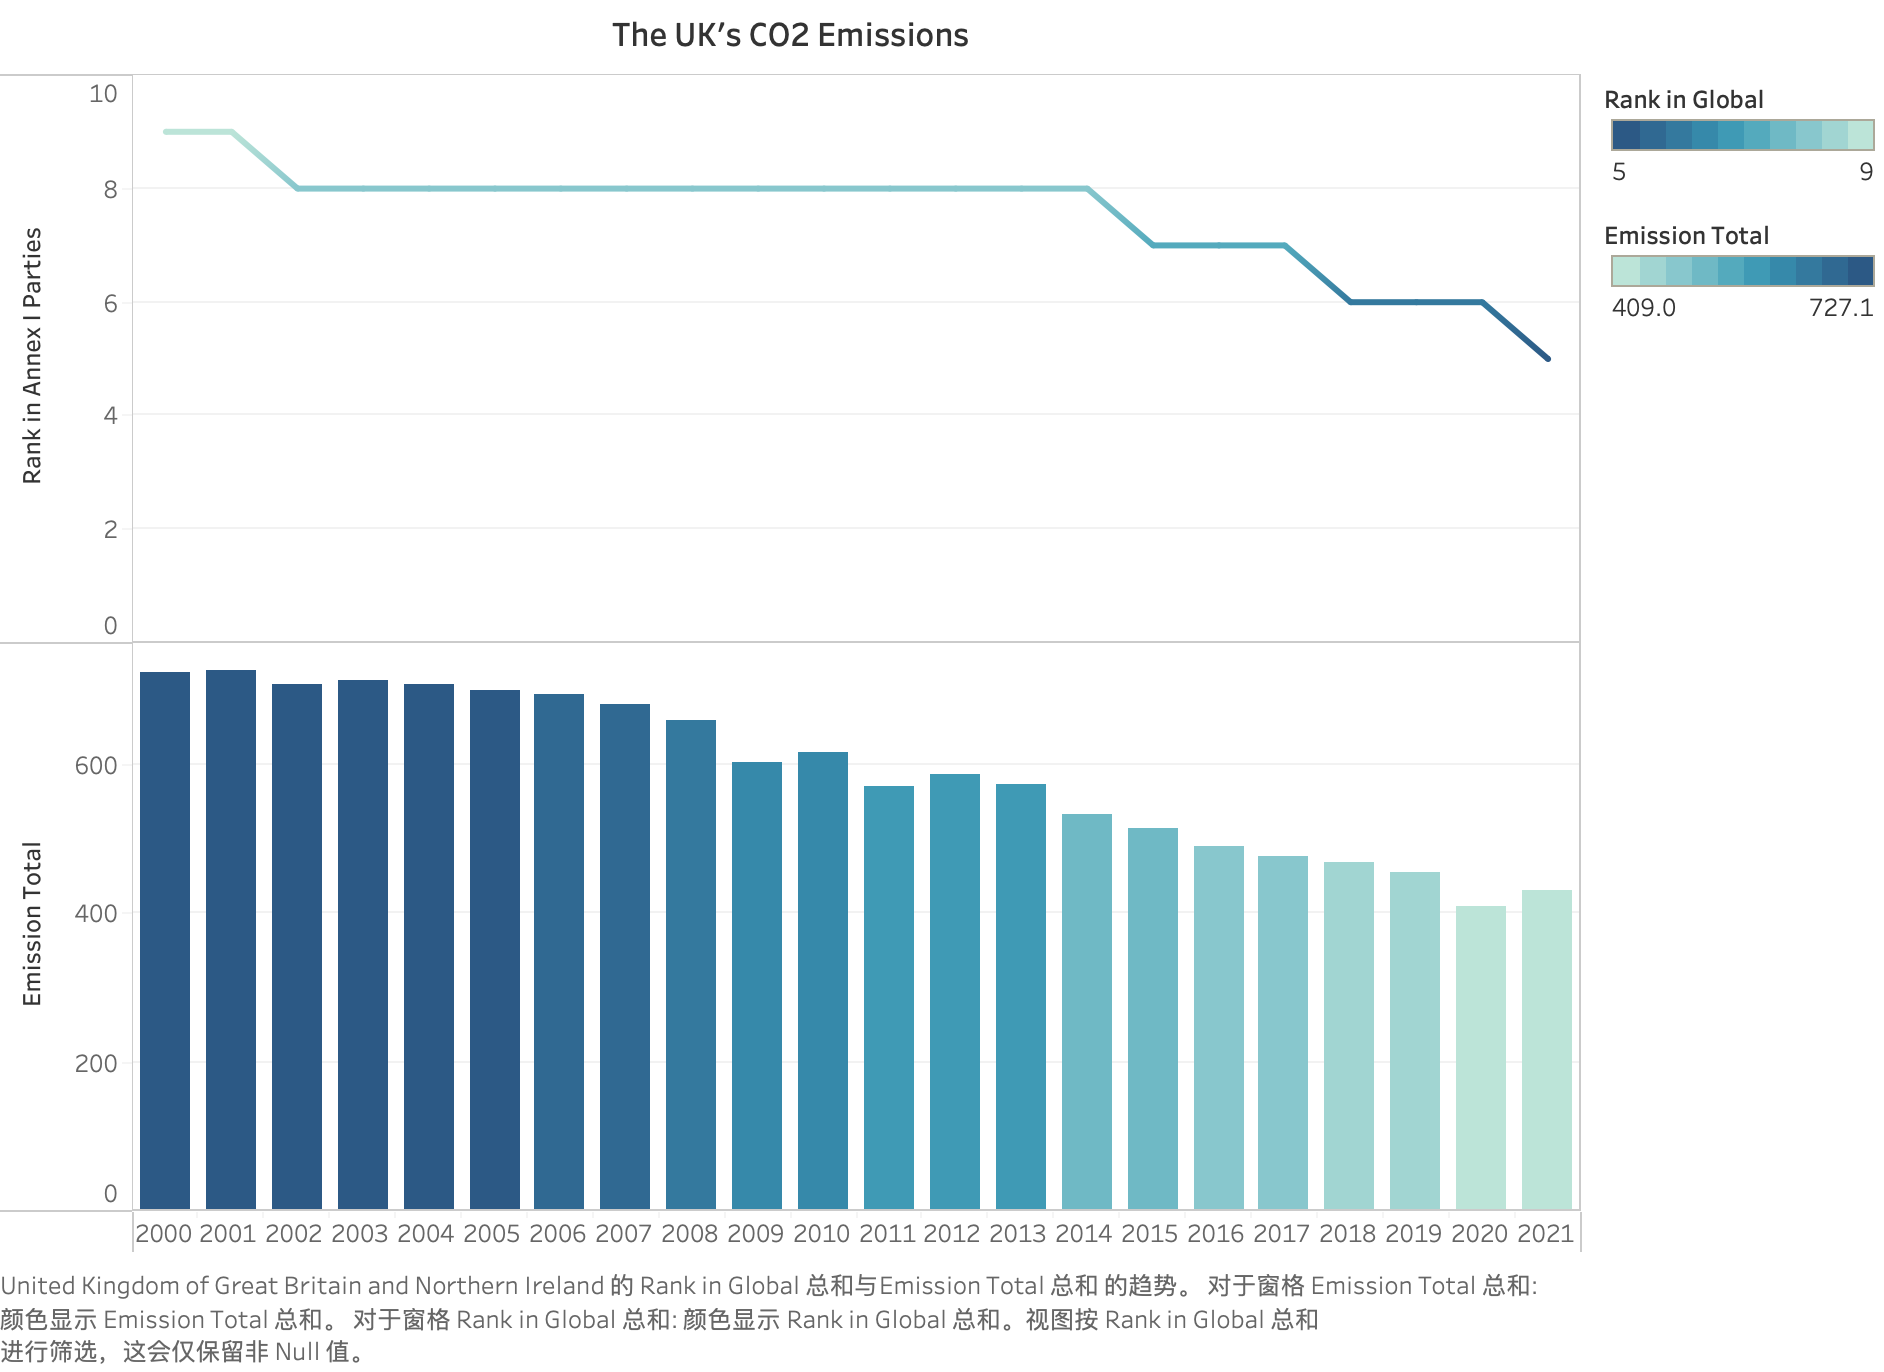 The UK’s CO2 Emissions
Rank in Annex I Parties
10
8
6
4
2
0
Emission Total
600
400
200
0
2000 2001 2002 2003 2004 2005 2006 2007 2008 2009 2010 2011 2012 2013 2014 2015 2016 2017 2018 2019 2020 2021
Rank in Global
5 9
Emission Total
409.0 727.1
United Kingdom of Great Britain and Northern Ireland 的 Rank in Global 总和与Emission Total 总和 的趋势。 对于窗格 Emission Total 总和:
颜色显示 Emission Total 总和。 对于窗格 Rank in Global 总和: 颜色显示 Rank in Global 总和。视图按 Rank in Global 总和
进行筛选，这会仅保留非 Null 值。